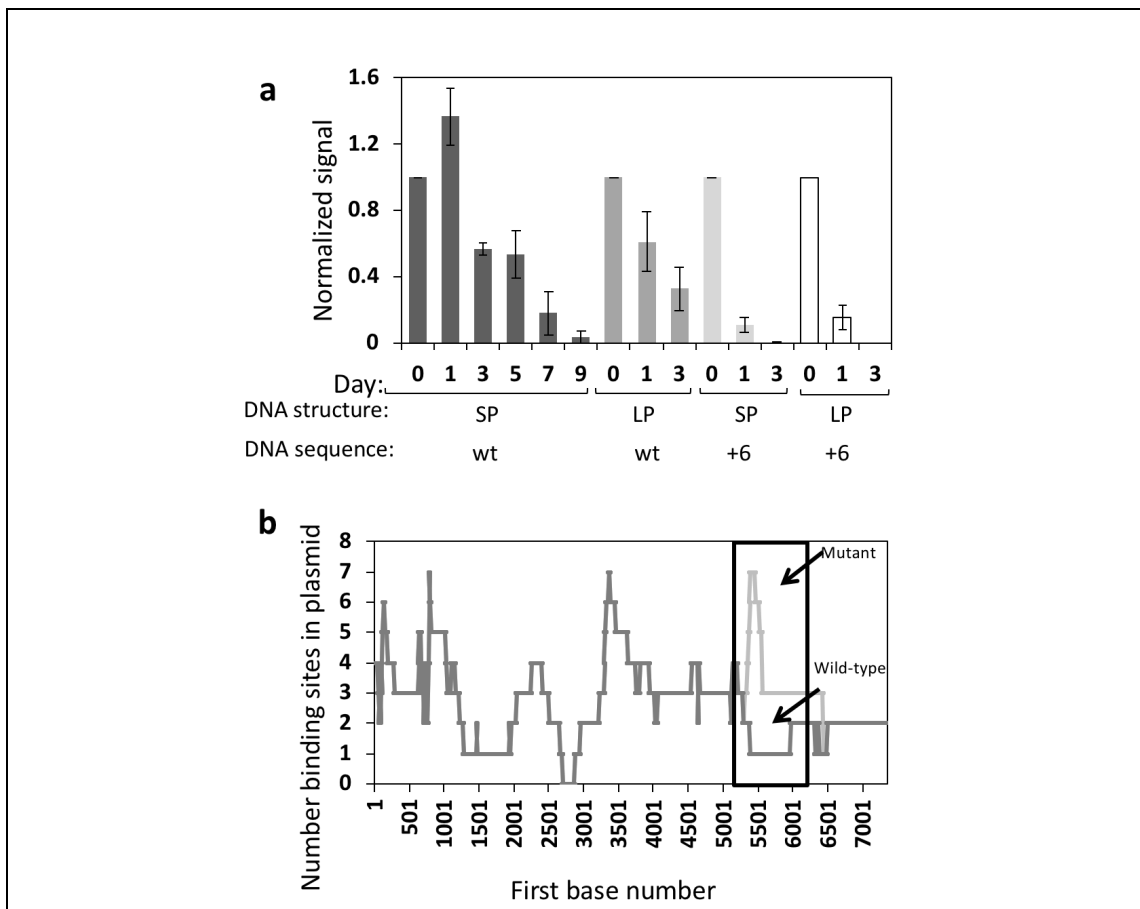 a
Normalized signal
1.6
1.2
0.8
0.4
0
Day: 0 1 3 5 7 9 0 1 3 0 1 3 0 1 3
DNA structure: SP LP SP LP
DNA sequence: wt wt +6 +6
b
Number binding sites in plasmid
8
7
6
5
4
3
2
1
0
Mutant
Wild-type
1 501 1001 1501 2001 2501 3001 3501 4001 4501 5001 5501 6001 6501 7001
First base number